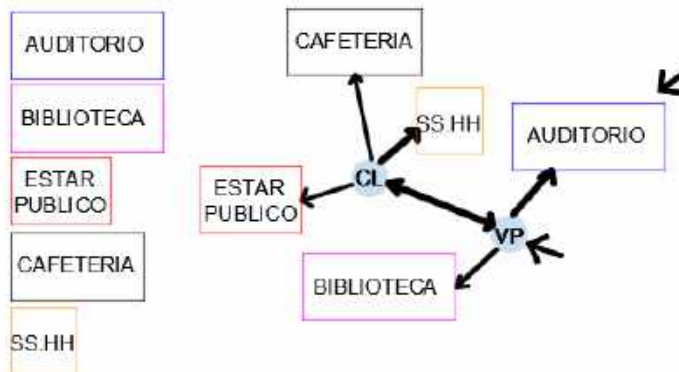 AUDITORIO
BIBLIOTECA
ESTAR
PUBLICO
CAFETERIA
SS.HH
CAFETERIA
SS.HH
AUDITORIO
CL
ESTAR
PUBLICO
VP
BIBLIOTECA